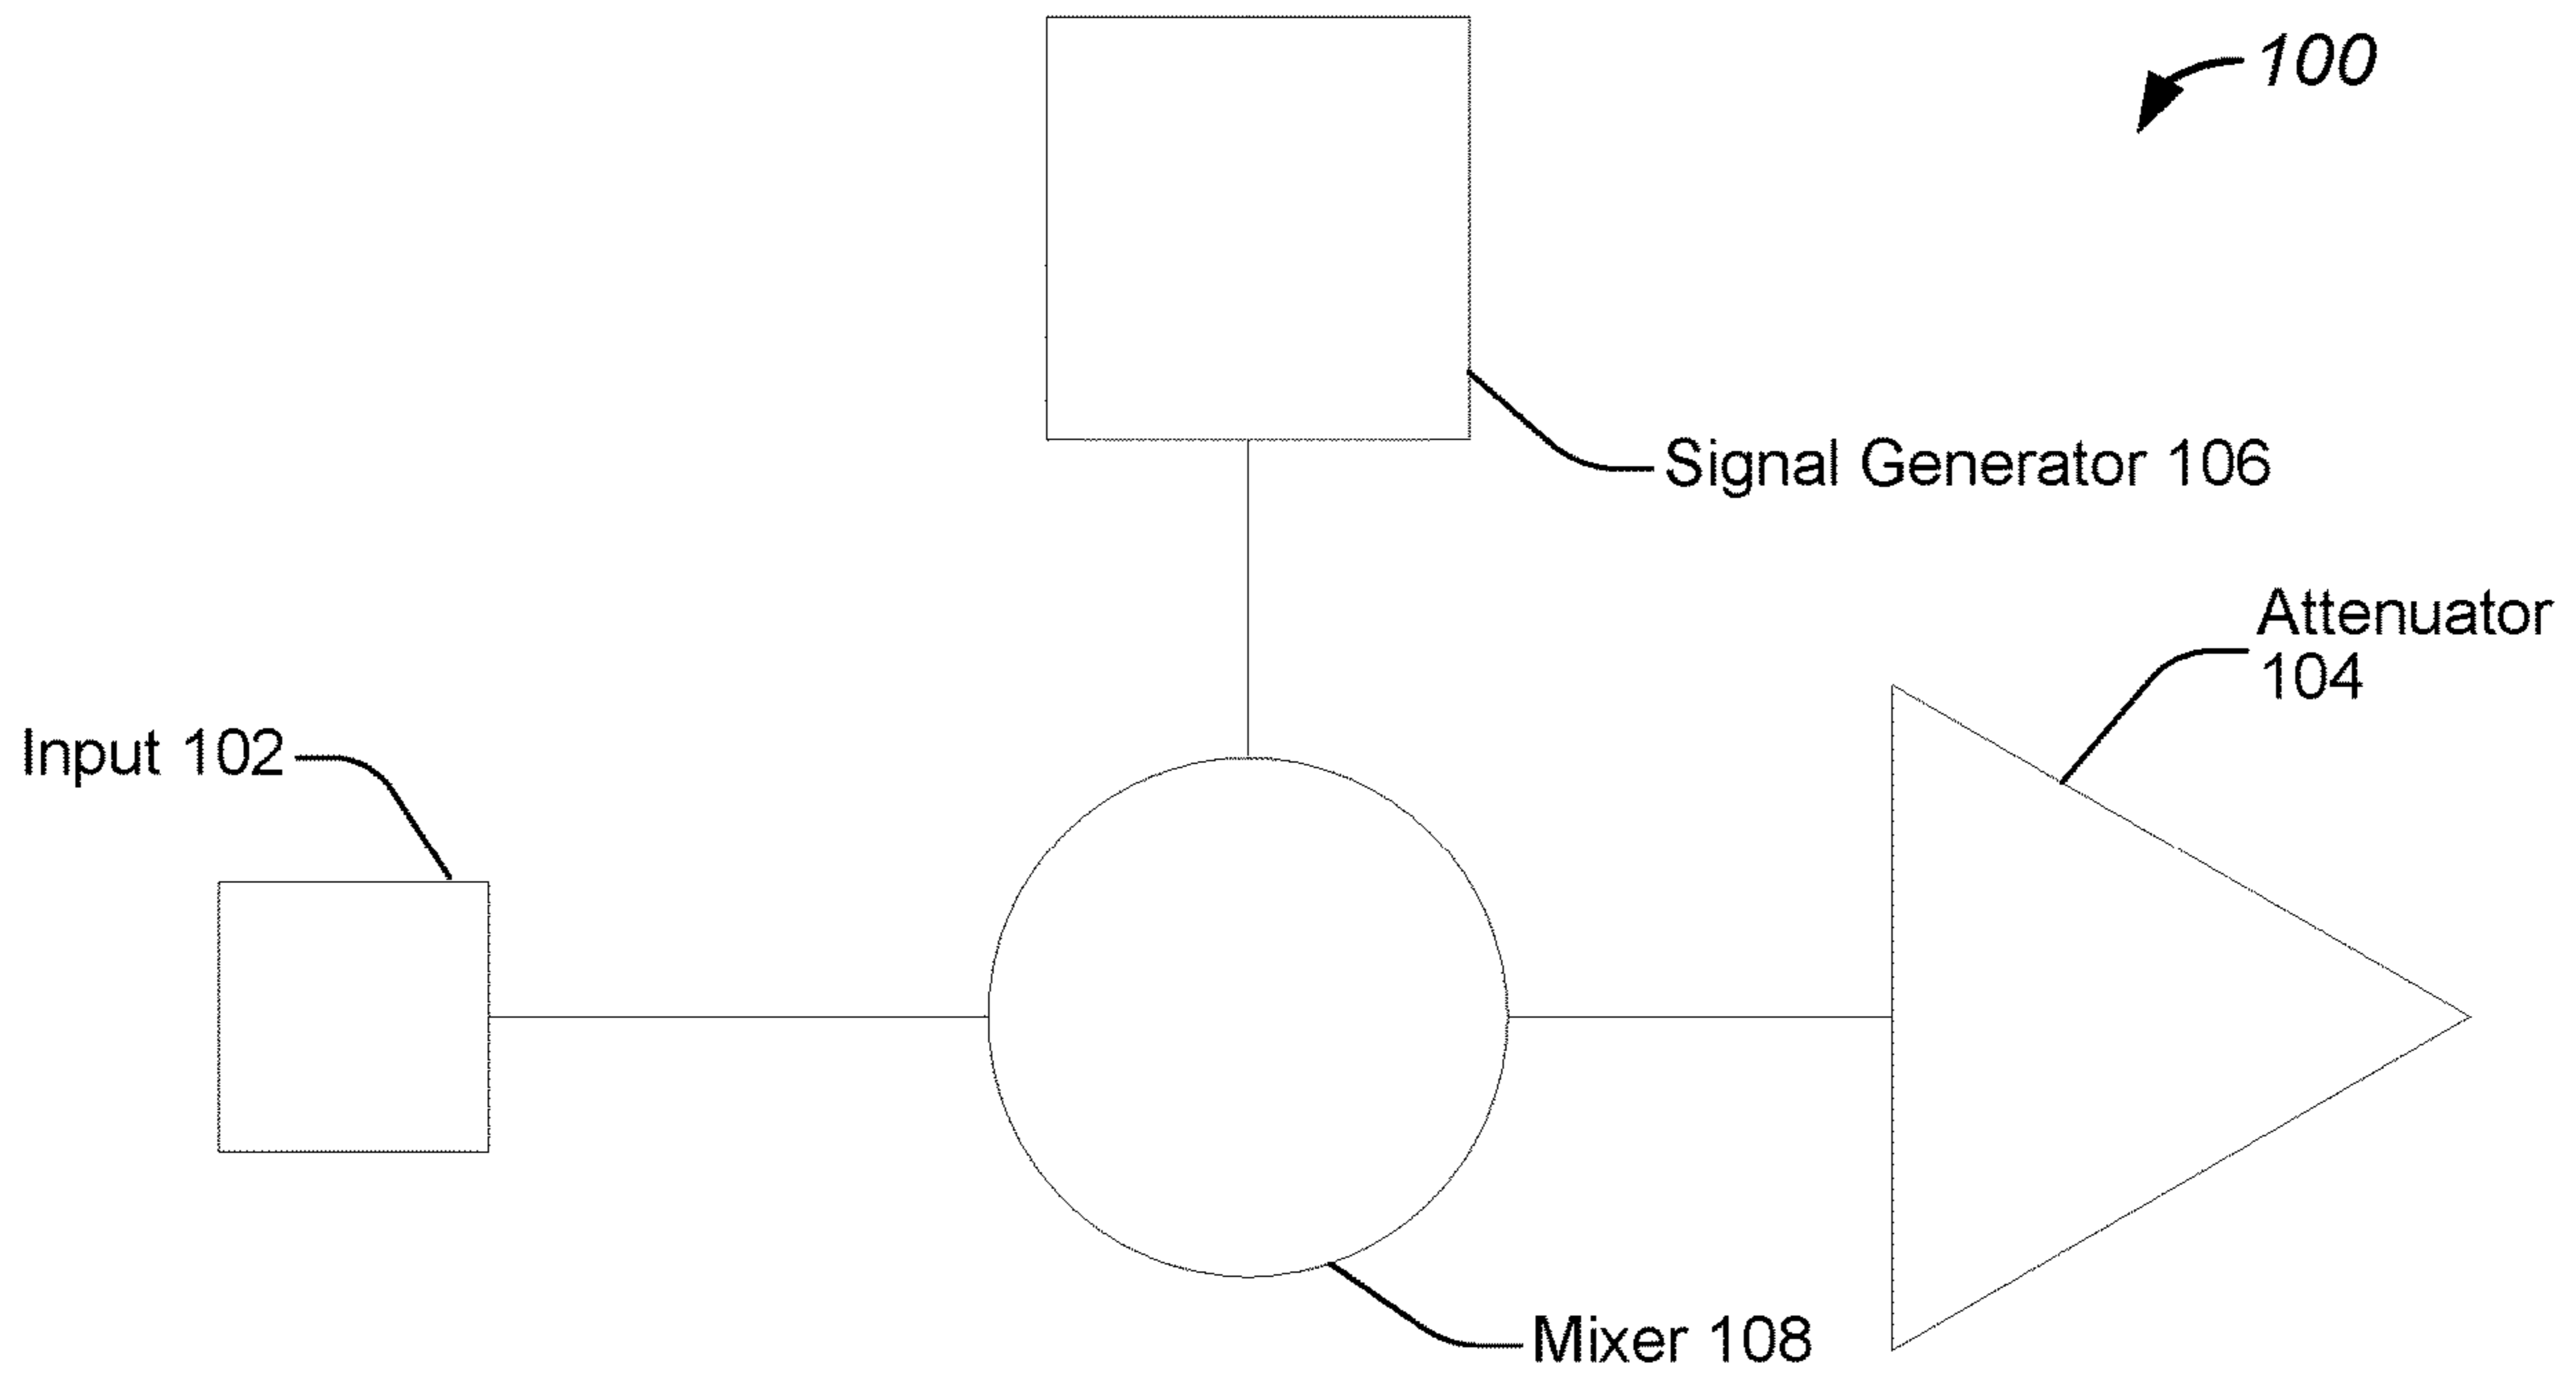 100
Signal Generator 106
Attenuator
104
Input 102
Mixer 108